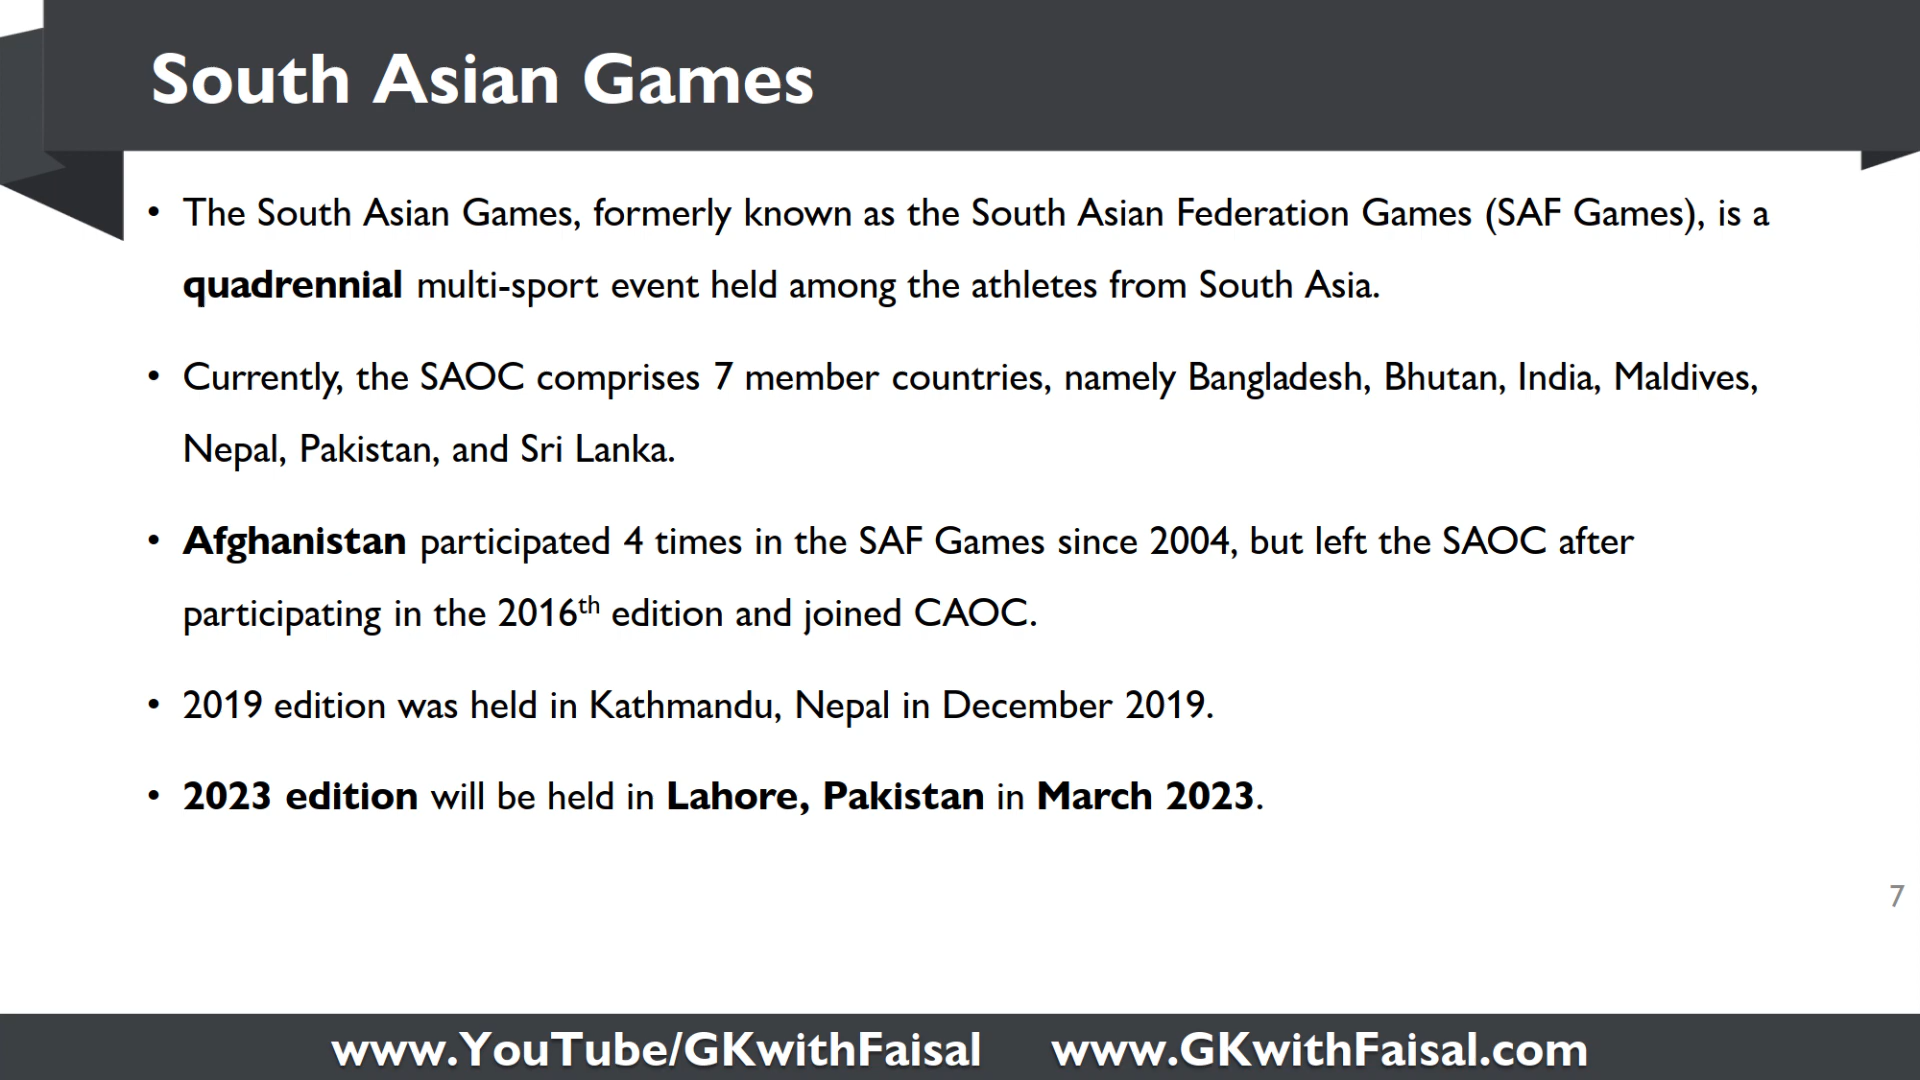 South Asian Games
• The South Asian Games, formerly known as the South Asian Federation Games (SAF Games), is a
quadrennial multi-sport event held among the athletes from South Asia.
• Currently, the SAOC comprises 7 member countries, namely Bangladesh, Bhutan, India, Maldives,
Nepal, Pakistan, and Sri Lanka.
• Afghanistan participated 4 times in the SAF Games since 2004, but left the SAOC after
participating in the 2016th edition and joined CAOC.
• 2019 edition was held in Kathmandu, Nepal in December 2019.
• 2023 edition will be held in Lahore, Pakistan in March 2023.
7
www.YouTube/GKwithFaisal www.GKwithFaisal.com